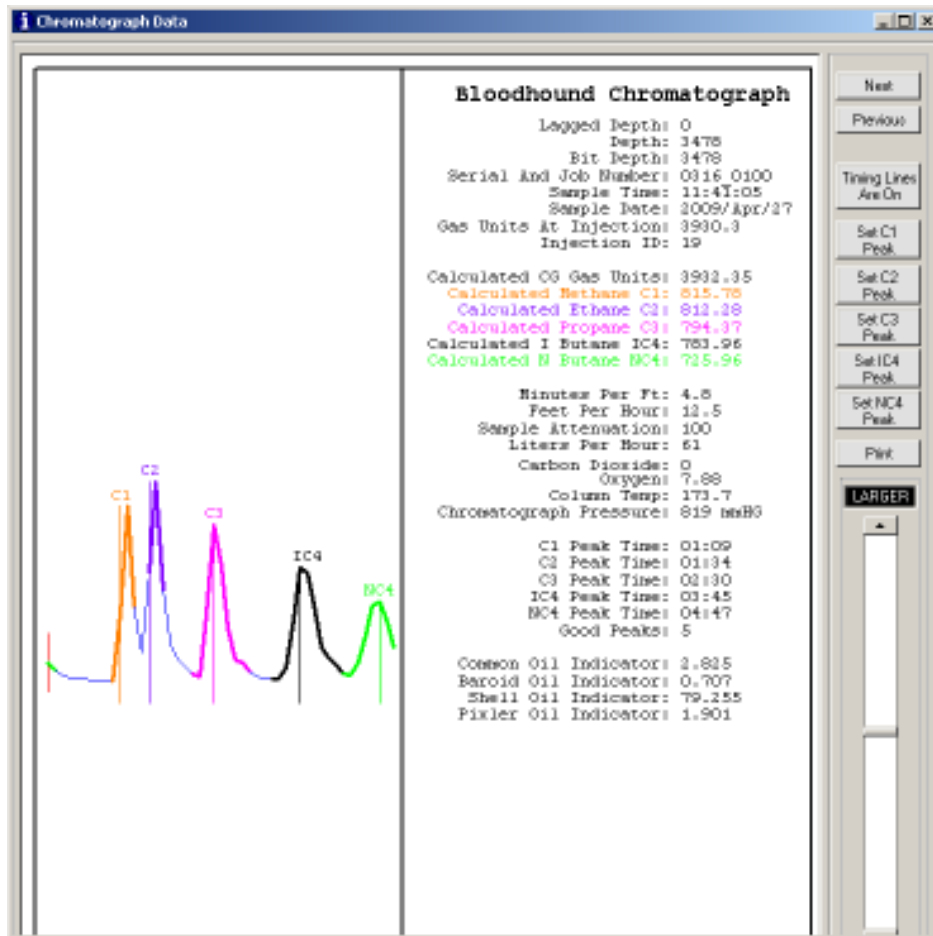 Chromatograph Data
C1
C2
C3
IC4
NC4
Bloodhound Chromatograph
Lagged Depth: 0
Depth: 3478
Bit Depth: 3478
Serial And Job Number: 0316_0100
Sample Time: 11:41:05
Sample Date: 2009/Apr/27
Gas Units At Injection: 3930.3
Injection ID: 19
Calculated CG Gas Units: 3932.35
Calculated Methane C1: 815.78
Calculated Ethane C2: 812.28
Calculated Propane C3: 794.37
Calculated I Butane IC4: 783.96
Calculated N Butane NC4: 725.96
Minutes Per Ft: 4.8
Feet Per Hour: 12.5
Sample Attenuation: 100
Liters Per Hour: 61
Carbon Dioxide: 0
Oxygen: 7.88
Column Temp: 173.7
Chromatograph Pressure: 819 mmHG
C1 Peak Time: 01:09
C2 Peak Time: 01:34
C3 Peak Time: 02:30
IC4 Peak Time: 03:45
NC4 Peak Time: 04:47
Good Peaks: 5
Common Oil Indicator: 2.825
Baroid Oil Indicator: 0.707
Shell Oil Indicator: 79.255
Pixler Oil Indicator: 1.901
Next
Previous
Timing Lines
Are On
Set C1
Peak
Set C2
Peak
Set C3
Peak
Set IC4
Peak
Set NC4
Peak
Print
LARGER